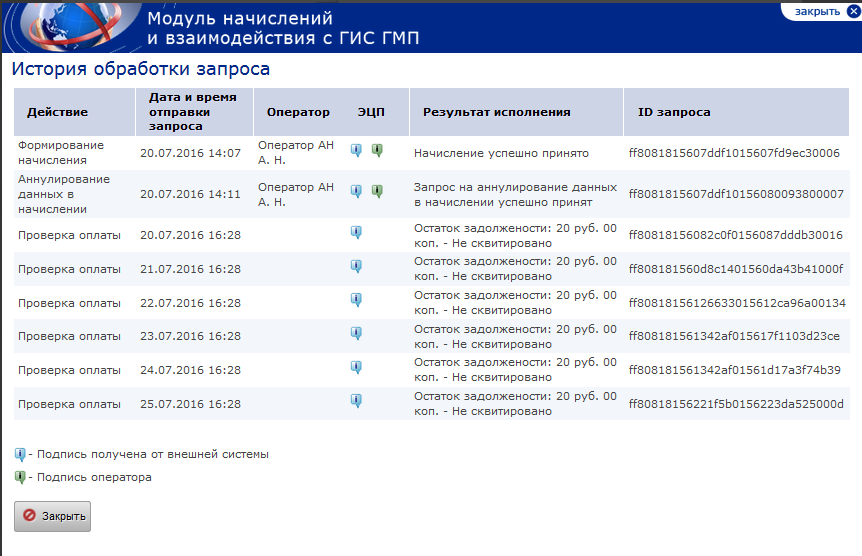 закрыть
Модуль начислений
и взаимодействия с ГИС ГМП
История обработки запроса
Действие
Дата и время
отправки
запроса
Оператор
ЭЦП
Результат исполнения
ID запроса
Формирование
начисления
20.07.2016 14:07
Оператор АН
А. Н.
Начисление успешно принято
ff8081815607ddf1015607fd9ec30006
Аннулирование
данных в
начислении
20.07.2016 14:11
Оператор АН
А. Н.
Запрос на аннулирование данных
в начислении успешно принят
ff8081815607ddf10156080093800007
Проверка оплаты
20.07.2016 16:28
Остаток задолжености: 20 руб. 00
коп. - Не сквитировано
ff80818156082c0f0156087dddb30016
Проверка оплаты
21.07.2016 16:28
Остаток задолжености: 20 руб. 00
коп. - Не сквитировано
ff808181560d8c1401560da43b41000f
Проверка оплаты
22.07.2016 16:28
Остаток задолжености: 20 руб. 00
коп. - Не сквитировано
ff80818156126633015612ca96a00134
Проверка оплаты
23.07.2016 16:28
Остаток задолжености: 20 руб. 00
коп. - Не сквитировано
ff808181561342af015617f1103d23ce
Проверка оплаты
24.07.2016 16:28
Остаток задолжености: 20 руб. 00
коп. - Не сквитировано
ff808181561342af01561d17a3f74b39
Проверка оплаты
25.07.2016 16:28
Остаток задолжености: 20 руб. 00
коп. - Не сквитировано
ff80818156221f5b0156223da525000d
- Подпись получена от внешней системы
- Подпись оператора
Закрыть